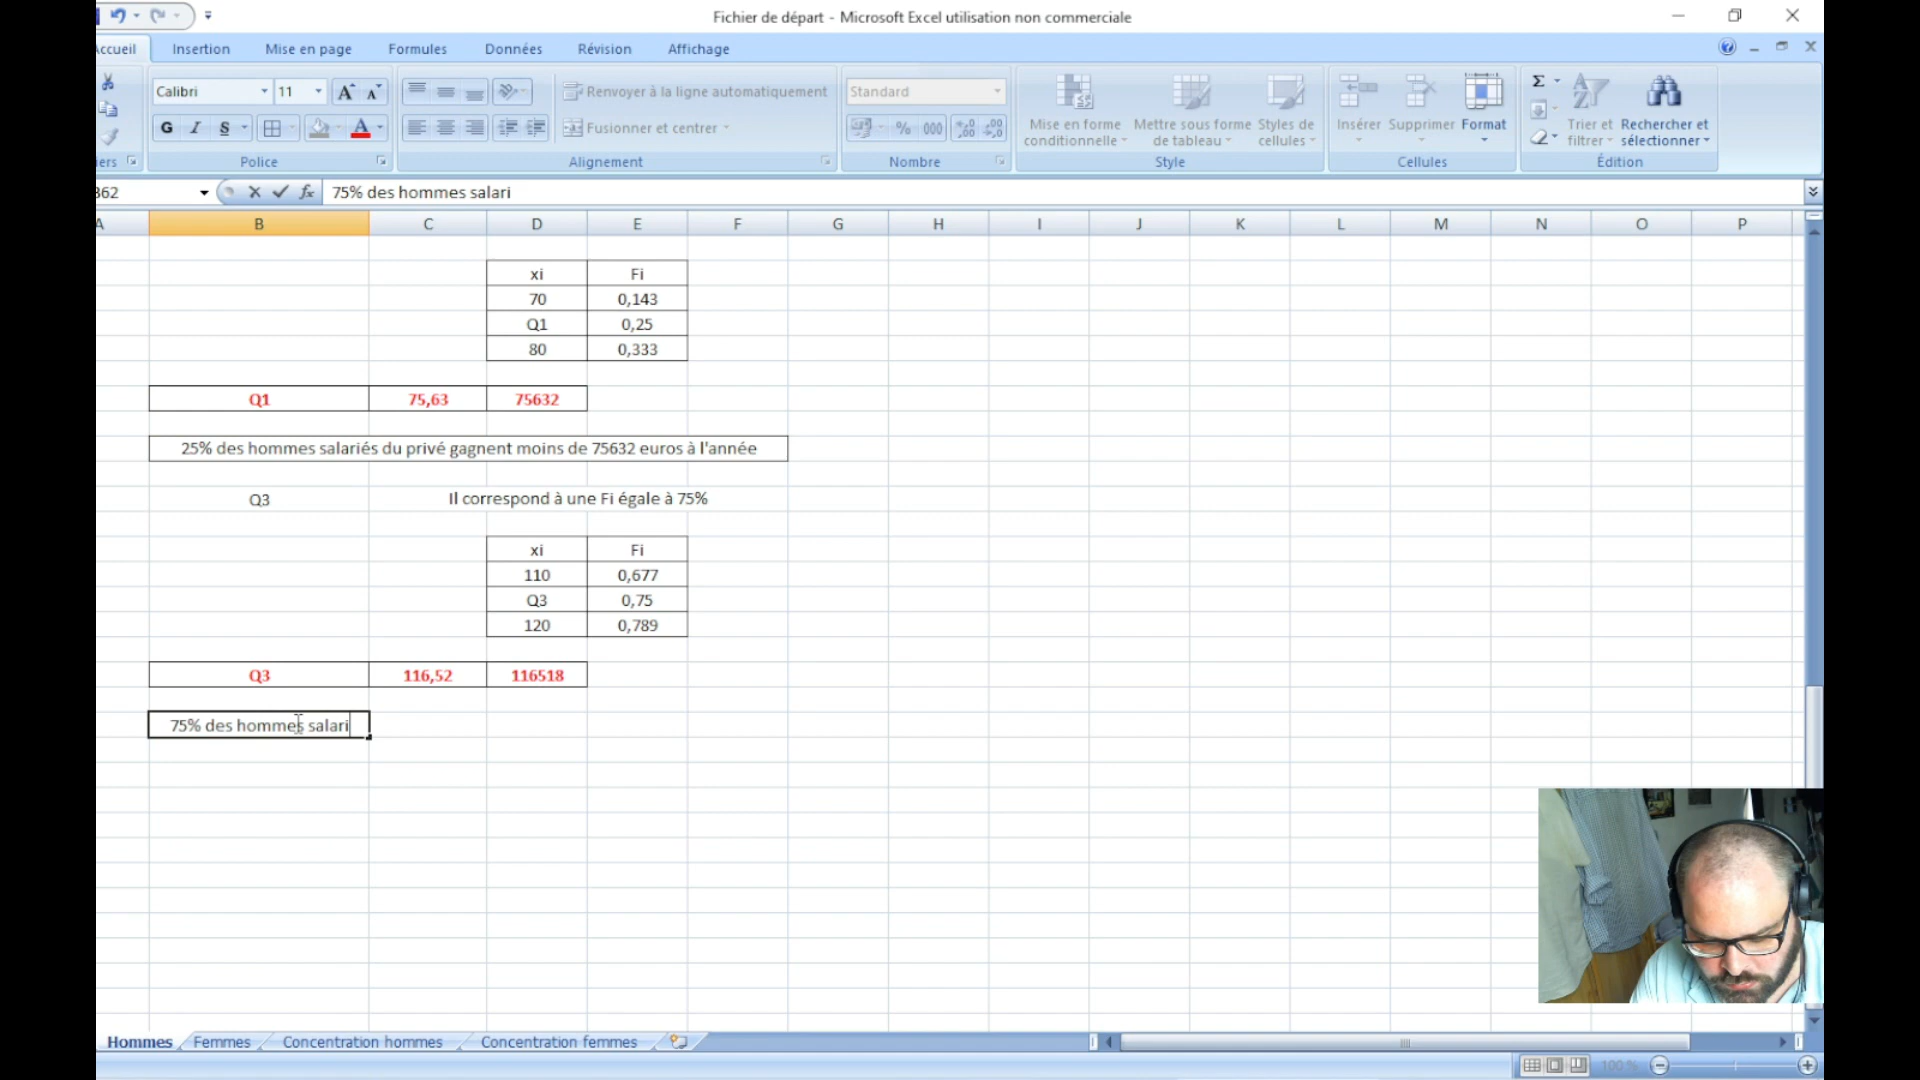 Fichier de départ - Microsoft Excel utilisation non commerciale
Accueil Insertion Mise en page Formules Données Révision Affichage
Calibri 11 Renvoyer à la ligne automatiquement Standard
G I S A Fusionner et centrer % 000
Mise en forme conditionnelle Mettre sous forme de tableau Styles de cellules Insérer Supprimer Format Σ Trier et filtrer Rechercher et sélectionner
iers Police Alignement Nombre Style Cellules Édition
B62 fx 75% des hommes salari
A B C D E F G H I J K L M N O P
xi Fi
70 0,143
Q1 0,25
80 0,333
Q1 75,63 75632
25% des hommes salariés du privé gagnent moins de 75632 euros à l'année
Q3 Il correspond à une Fi égale à 75%
xi Fi
110 0,677
Q3 0,75
120 0,789
Q3 116,52 116518
75% des hommes salari
Hommes Femmes Concentration hommes Concentration femmes
100 %